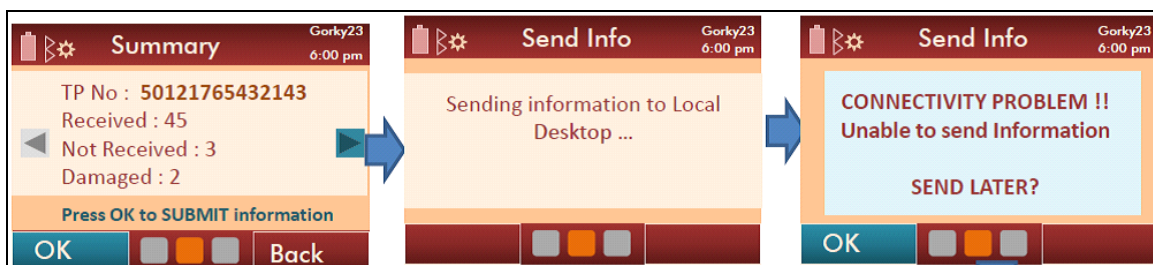 Summary
Gorky23
6:00 pm
TP No : 50121765432143
Received : 45
Not Received : 3
Damaged : 2
Press OK to SUBMIT information
OK
Back
Send Info
Gorky23
6:00 pm
Sending information to Local
Desktop ...
Send Info
Gorky23
6:00 pm
CONNECTIVITY PROBLEM !!
Unable to send Information
SEND LATER?
OK